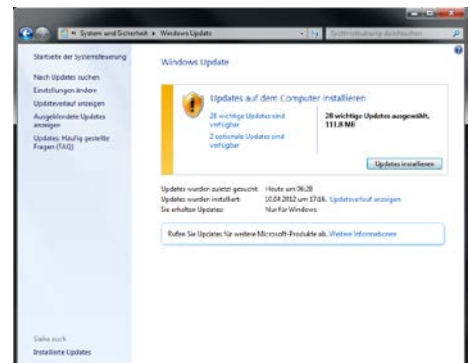 System und Sicherheit ▸ Windows Update
Systemsteuerung durchsuchen
Startseite der Systemsteuerung
Nach Updates suchen
Einstellungen ändern
Updateverlauf anzeigen
Ausgeblendete Updates
anzeigen
Updates: Häufig gestellte
Fragen (FAQ)
Windows Update
Updates auf dem Computer installieren
28 wichtige Updates sind
verfügbar
2 optionale Updates sind
verfügbar
28 wichtige Updates ausgewählt,
111,8 MB
Updates installieren
Updates wurden zuletzt gesucht: Heute um 06:28
Updates wurden installiert: 10.04.2012 um 17:16. Updateverlauf anzeigen
Sie erhalten Updates: Nur für Windows
Rufen Sie Updates für weitere Microsoft-Produkte ab. Weitere Informationen
Siehe auch
Installierte Updates